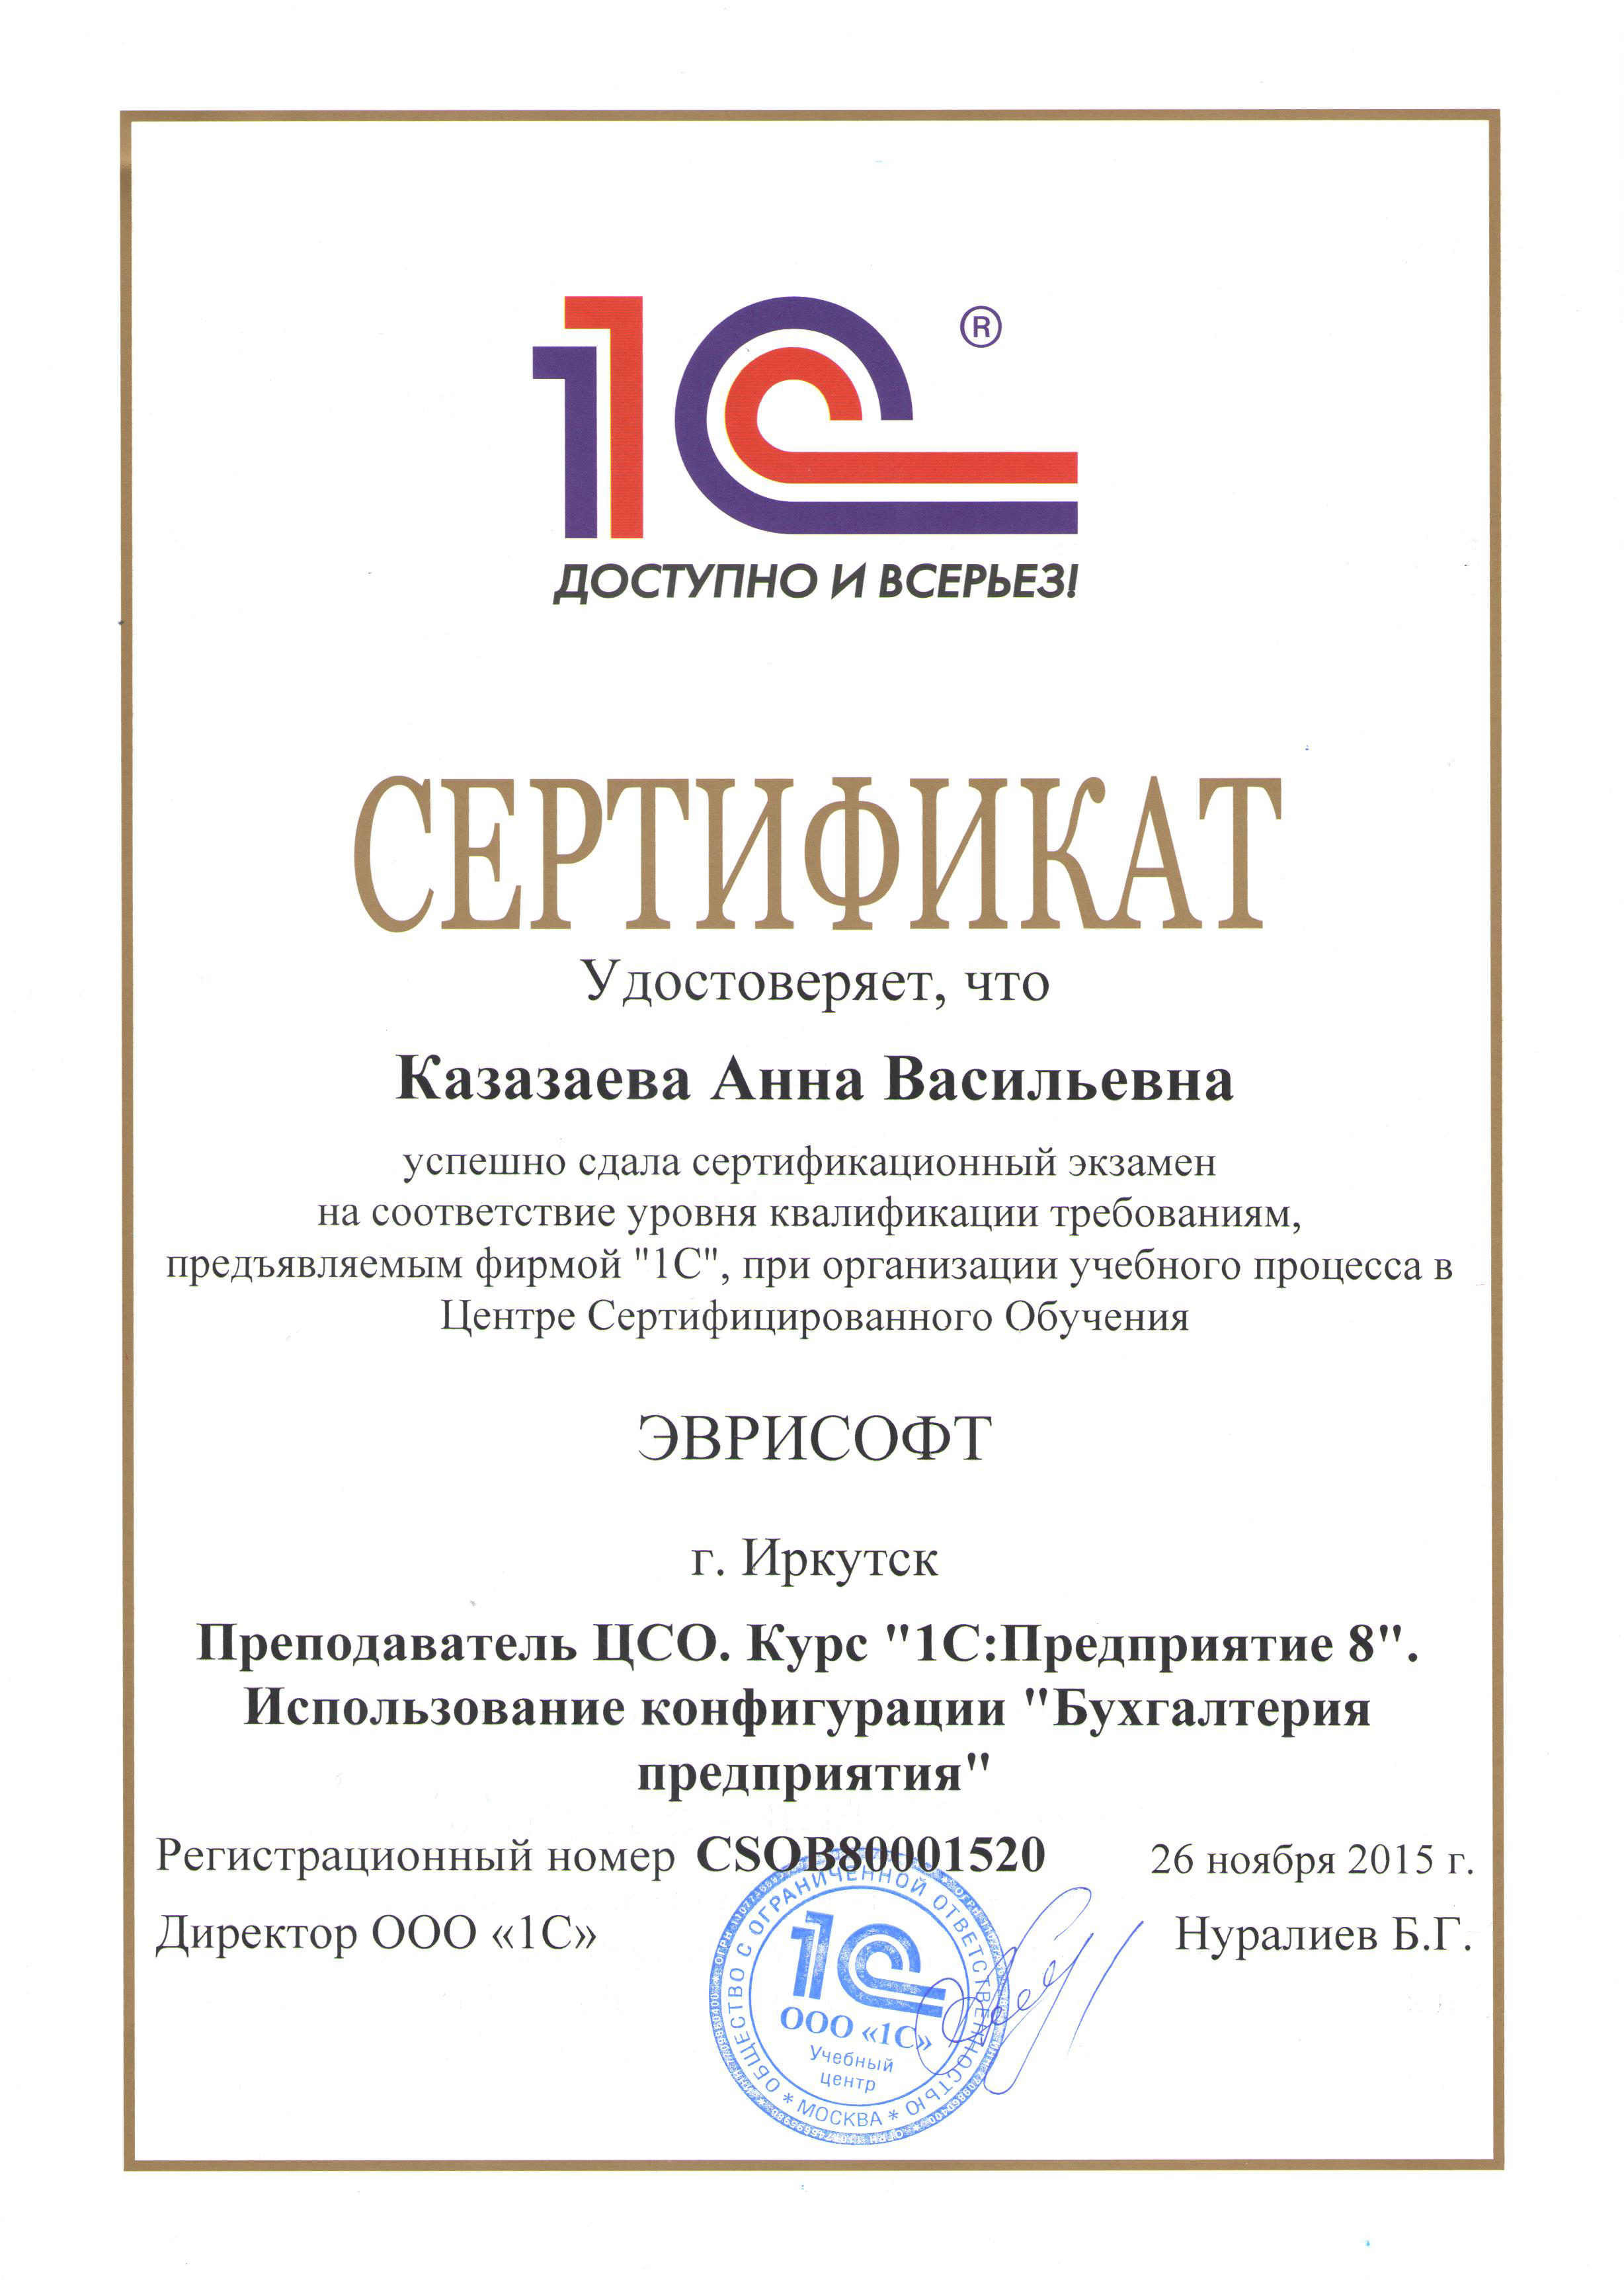 1С ®
ДОСТУПНО И ВСЕРЬЕЗ!
СЕРТИФИКАТ
Удостоверяет, что
Казазаева Анна Васильевна
успешно сдала сертификационный экзамен
на соответствие уровня квалификации требованиям,
предъявляемым фирмой "1С", при организации учебного процесса в
Центре Сертифицированного Обучения
ЭВРИСОФТ
г. Иркутск
Преподаватель ЦСО. Курс "1С:Предприятие 8".
Использование конфигурации "Бухгалтерия
предприятия"
Регистрационный номер CSOB80001520 26 ноября 2015 г.
Директор ООО «1С» Нуралиев Б.Г.
ОБЩЕСТВО С ОГРАНИЧЕННОЙ ОТВЕТСТВЕННОСТЬЮ
* МОСКВА *
1С
ООО «1С»
Учебный
центр